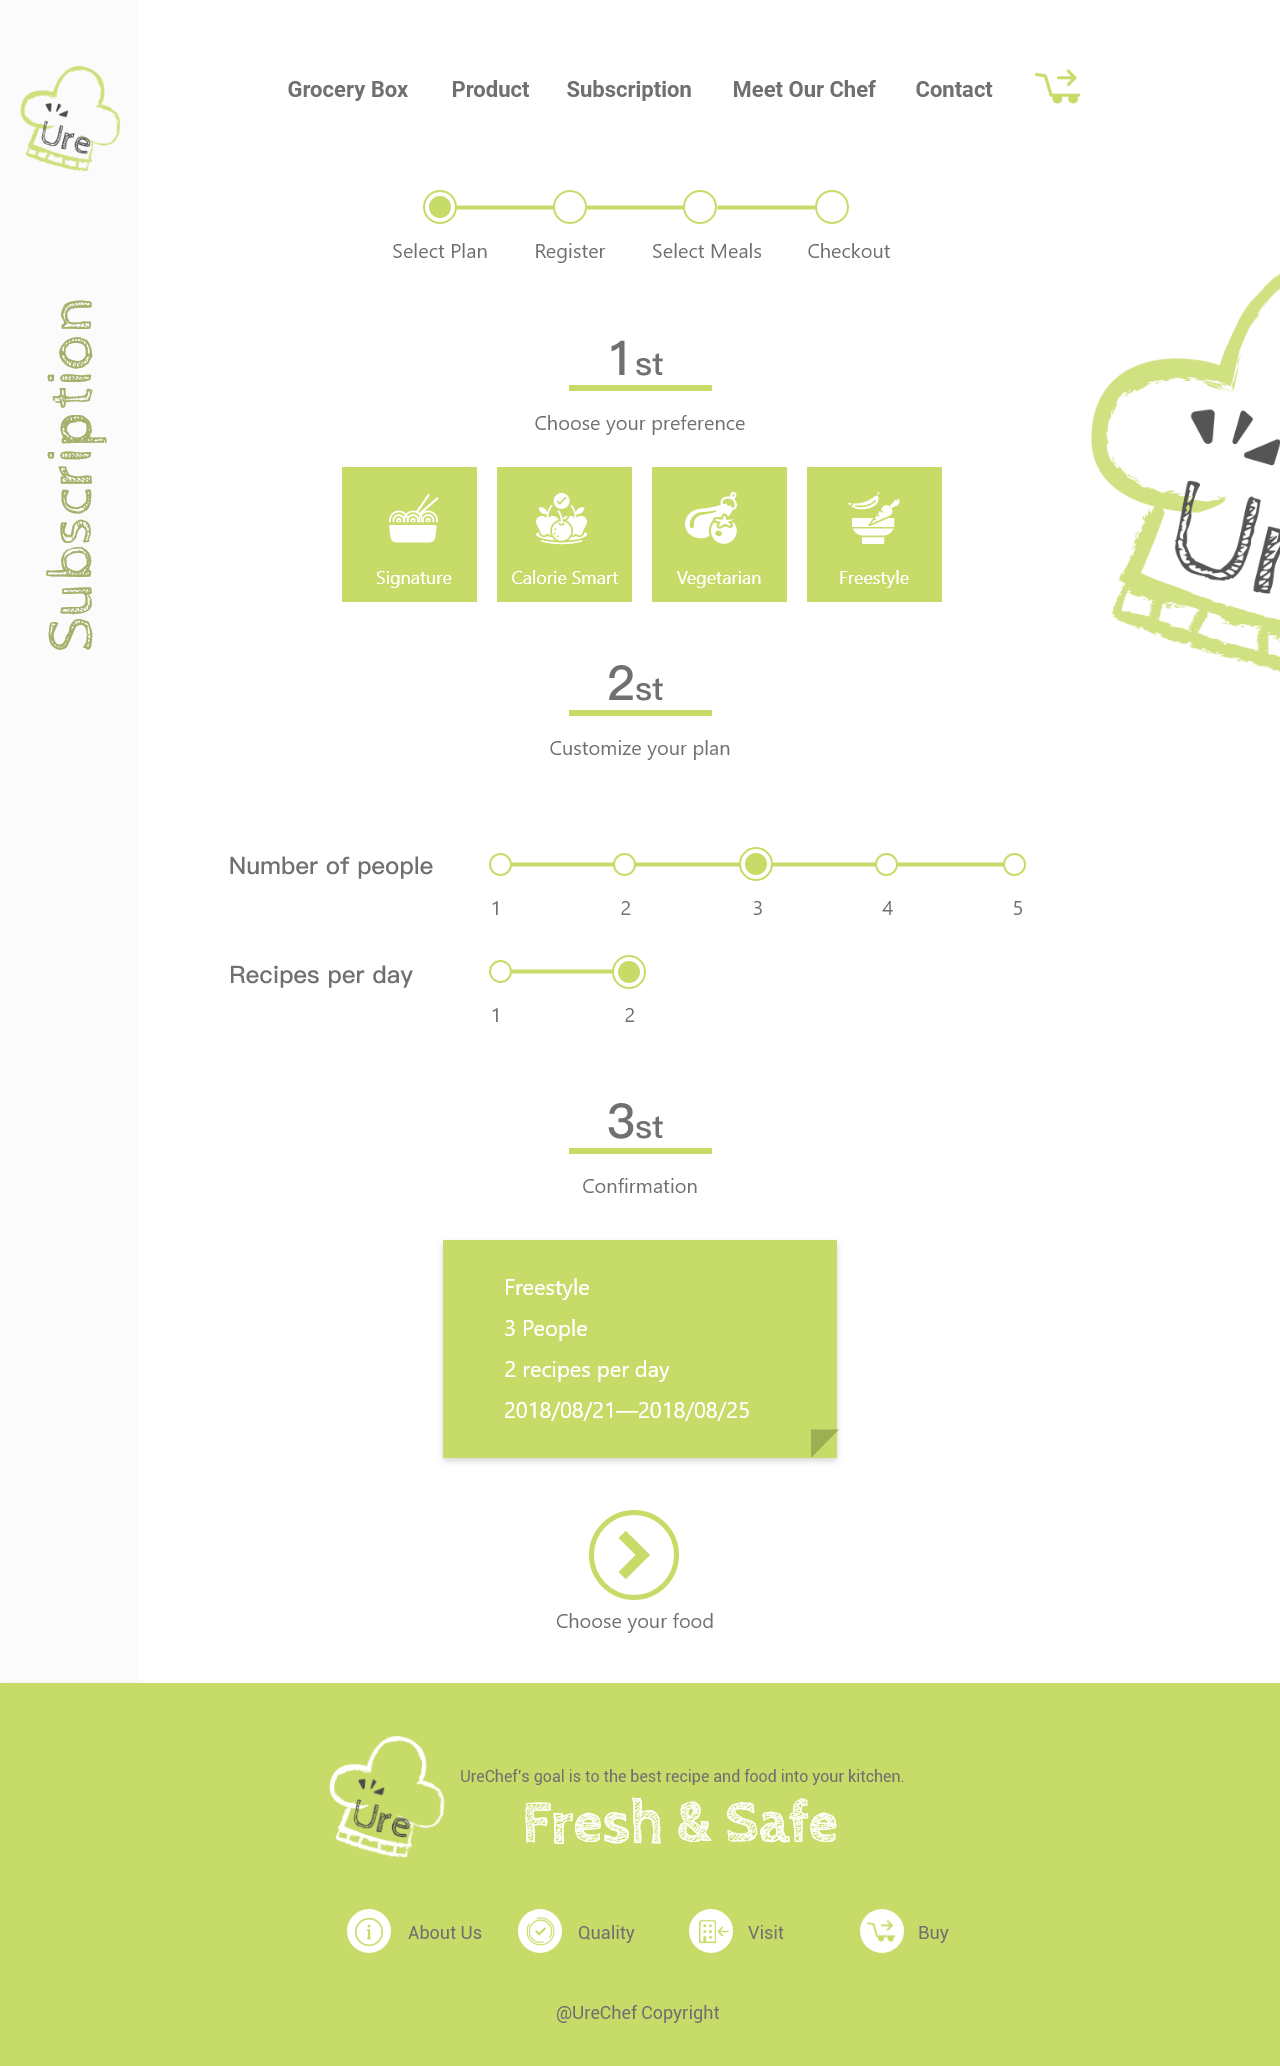 Ure
Grocery Box Product Subscription Meet Our Chef Contact
Select Plan Register Select Meals Checkout
Subscription
1st
Choose your preference
Signature Calorie Smart Vegetarian Freestyle
Ur
2st
Customize your plan
Number of people
1 2 3 4 5
Recipes per day
1 2
3st
Confirmation
Freestyle
3 People
2 recipes per day
2018/08/21—2018/08/25
Choose your food
Ure
UreChef's goal is to the best recipe and food into your kitchen.
Fresh & Safe
About Us Quality Visit Buy
@UreChef Copyright